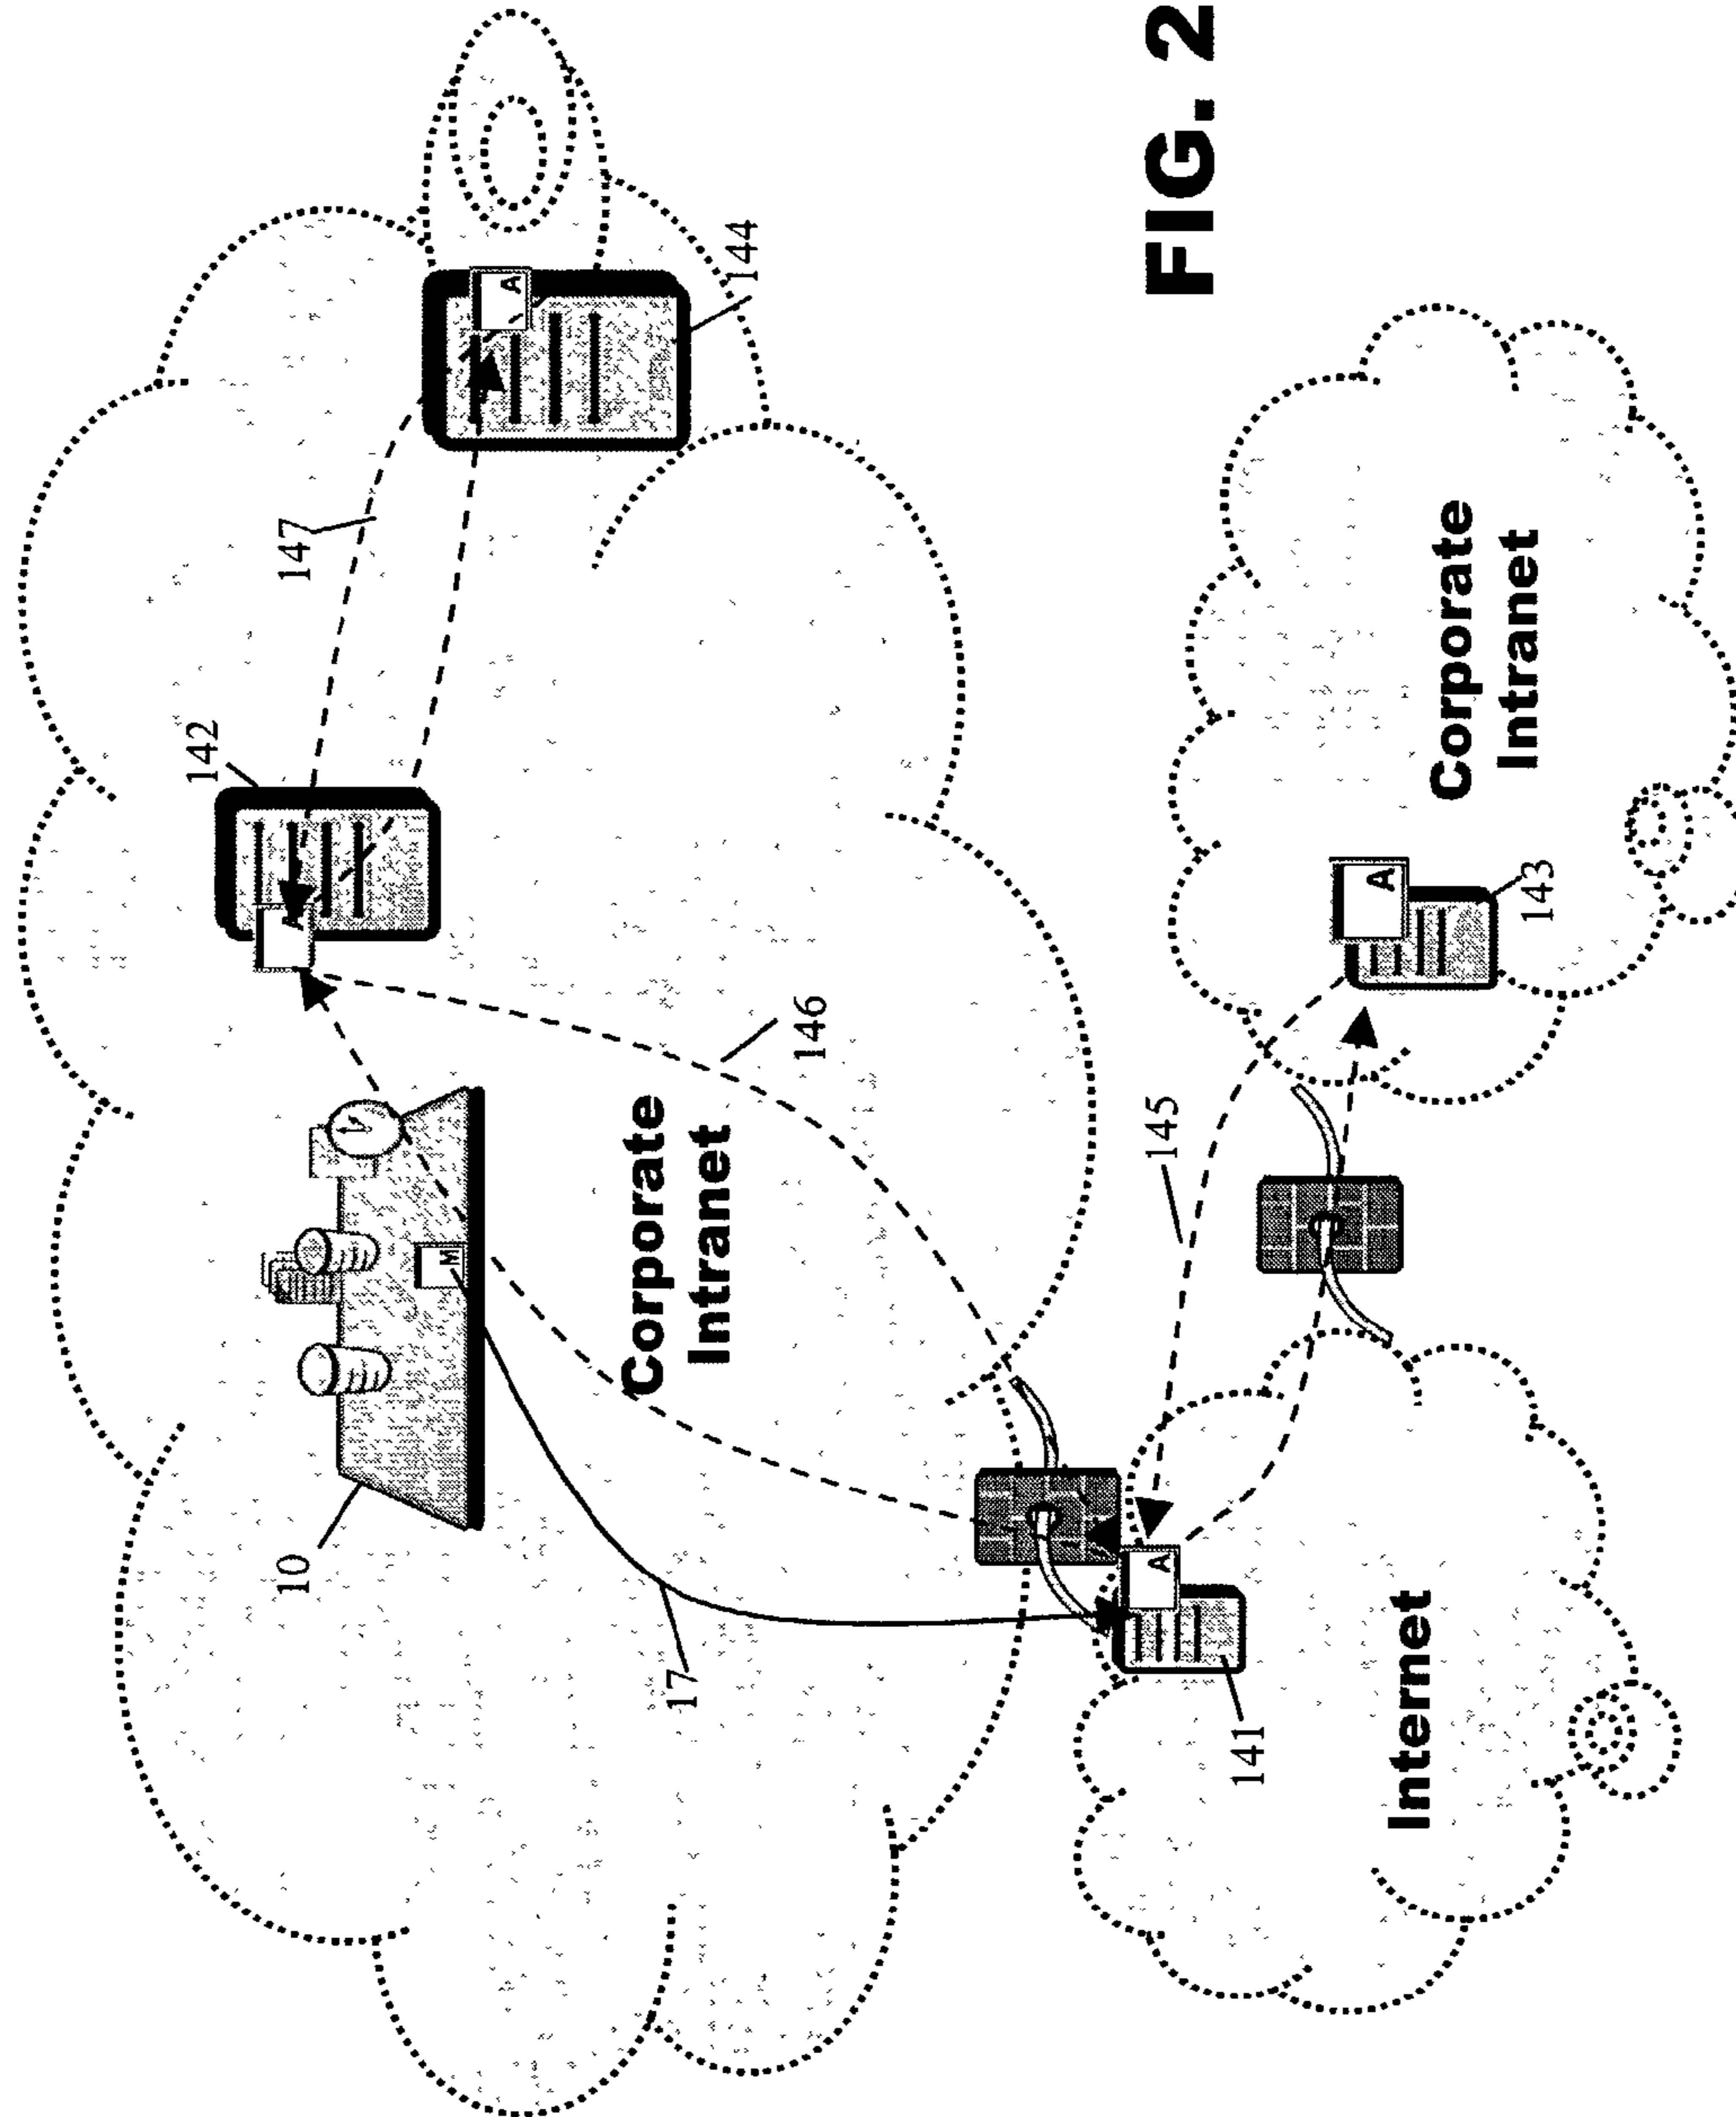 142
10
147
A
M
A
Corporate
Intranet
17
144
146
A
145
FIG. 2
141
A
Internet
Corporate
Intranet
143